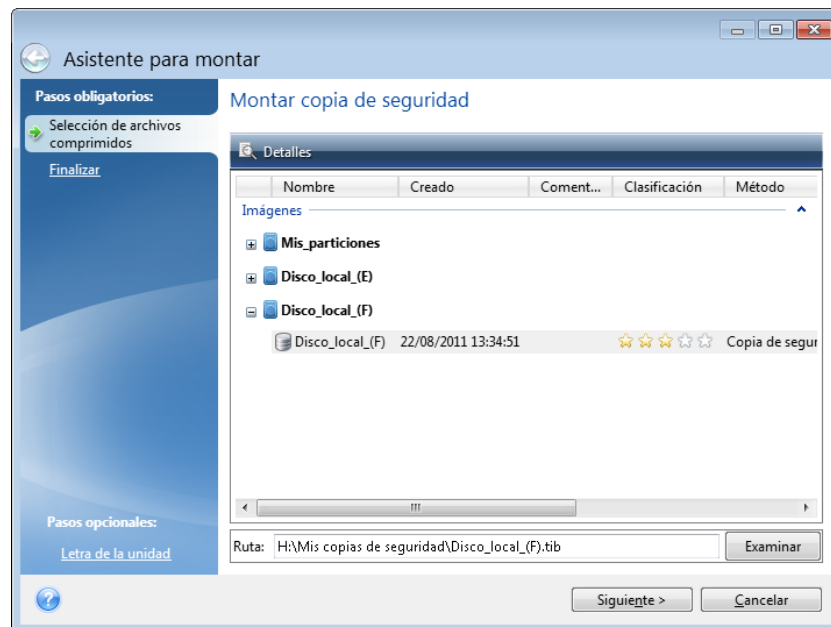 Asistente para montar
Pasos obligatorios:
Selección de archivos
comprimidos
Finalizar
Montar copia de seguridad
Detalles
Nombre Creado Coment... Clasificación Método
Imágenes
Mis_particiones
Disco_local_(E)
Disco_local_(F)
Disco_local_(F) 22/08/2011 13:34:51 Copia de segur
Pasos opcionales:
Letra de la unidad
Ruta: H:\Mis copias de seguridad\Disco_local_(F).tib Examinar
Siguiente > Cancelar